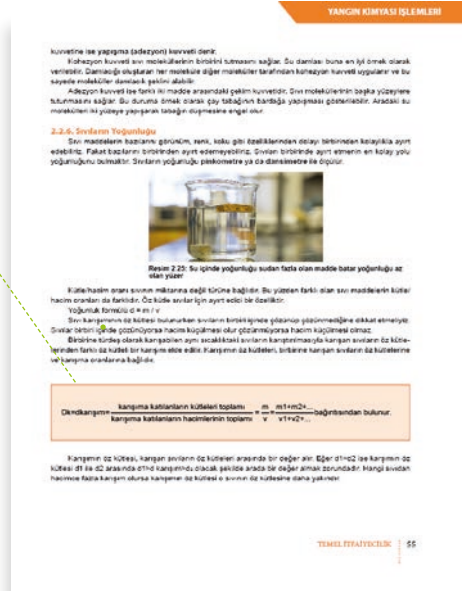 YANGIN KİMYASI İŞLEMLERİ
kuvvetine ise yapışma (adezyon) kuvveti denir.
Kohezyon kuvveti sıvı moleküllerinin birbirini tutmasını sağlar. Su damlası buna en iyi örnek olarak
verilebilir. Damlacığı oluşturan her moleküle diğer moleküller tarafından kohezyon kuvveti uygulanır ve bu
sayede moleküller damlacık şeklini alabilir.
Adezyon kuvveti ise farklı iki madde arasındaki çekim kuvvetidir. Sıvı moleküllerinin başka yüzeylere
tutunmasını sağlar. Bu duruma örnek olarak çay tabağının bardağa yapışması gösterilebilir. Aradaki su
molekülleri iki yüzeye yapışarak tabağın düşmesine engel olur.
2.2.6. Sıvıların Yoğunluğu
Sıvı maddelerin bazılarını görünüm, renk, koku gibi özelliklerinden dolayı birbirinden kolaylıkla ayırt
edebiliriz. Fakat bazılarını birbirinden ayırt edemeyebiliriz. Sıvıları birbirinde ayırt etmenin en kolay yolu
yoğunluğunu bulmaktır. Sıvıların yoğunluğu pinkometre ya da dansimetre ile ölçülür.
Resim 2.25: Su içinde yoğunluğu sudan fazla olan madde batar yoğunluğu az
olan yüzer
Kütle/hacim oranı sıvının miktarına değil türüne bağlıdır. Bu yüzden farklı olan sıvı maddelerin kütle/
hacim oranları da farklıdır. Öz kütle sıvılar için ayırt edici bir özelliktir.
Yoğunluk formülü d = m / v
Sıvı karışımının öz kütlesi bulunurken sıvıların birbiri içinde çözünüp çözünmediğine dikkat etmeliyiz.
Sıvılar birbiri içinde çözünüyorsa hacim küçülmesi olur çözünmüyorsa hacim küçülmesi olmaz.
Birbirine türdeş olarak karışabilen aynı sıcaklıktaki sıvıların karıştırılmasıyla karışan sıvıların öz kütle-
lerinden farklı öz kütleli bir karışım elde edilir. Karışımın öz kütleleri, birbirine karışan sıvıların öz kütlelerine
ve karışma oranlarına bağlıdır.
Dk=dkarışım= karışıma katılanların kütleleri toplamı / karışıma katılanların hacimlerinin toplamı = m / v = m1+m2+... / v1+v2+... bağıntısından bulunur.
Karışımın öz kütlesi, karışan sıvıların öz kütleleri arasında bir değer alır. Eğer d1>d2 ise karışımın öz
kütlesi d1 ile d2 arasında d1>d karışım>du olacak şekilde arada bir değer almak zorundadır. Hangi sıvıdan
hacimce fazla karışım olursa karışımın öz kütlesi o sıvının öz kütlesine daha yakındır.
TEMEL İTFAİYECİLİK 55